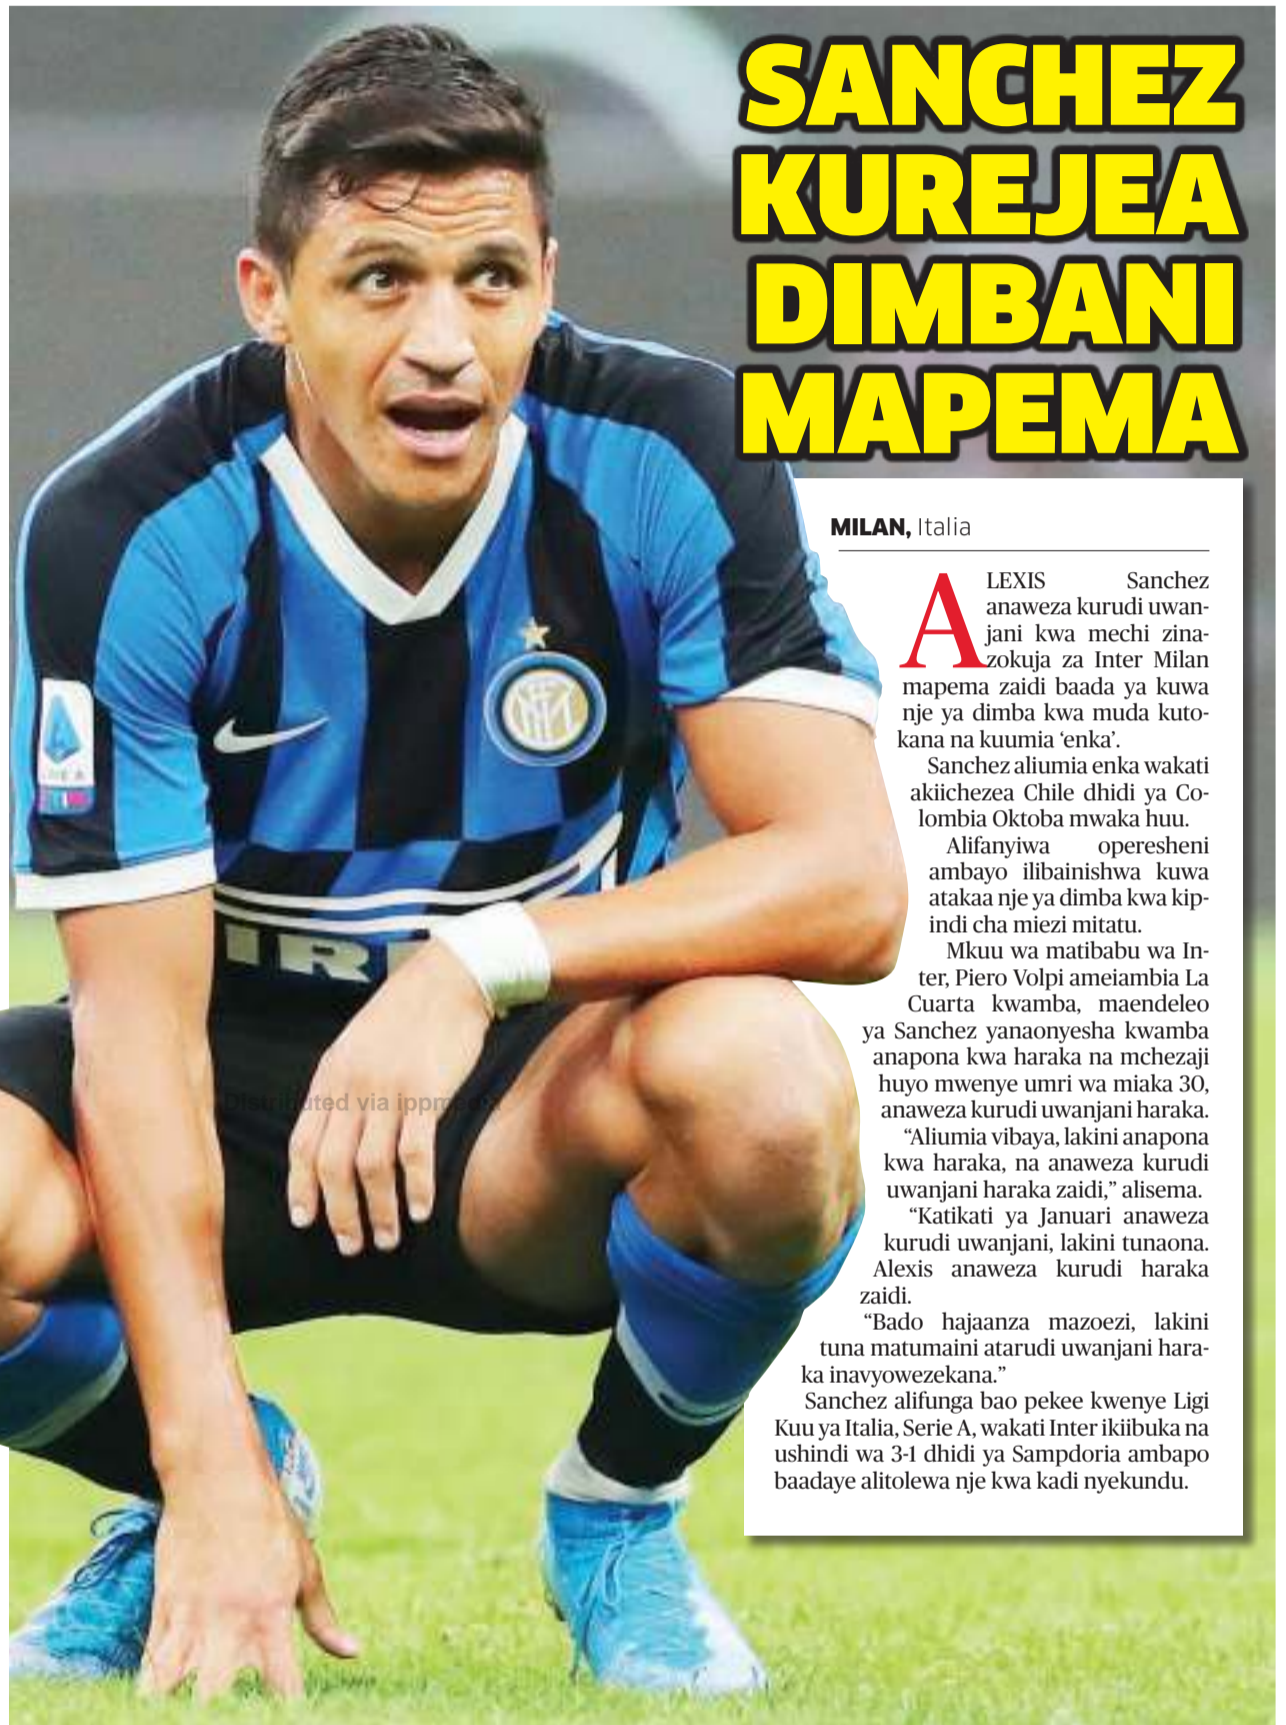 SANCHEZ
KUREJEA
DIMBANI
MAPEMA
MILAN, Italia
ALEXIS Sanchez
anaweza kurudi uwan-
jani kwa mechi zina-
zokuja za Inter Milan
mapema zaidi baada ya kuwa
nje ya dimba kwa muda kuto-
kana na kuumia ‘enka’.
Sanchez aliumia enka wakati
akiichezea Chile dhidi ya Co-
lombia Oktoba mwaka huu.
Alifanyiwa operesheni
ambayo ilibainishwa kuwa
atakaa nje ya dimba kwa kip-
indi cha miezi mitatu.
Mkuu wa matibabu wa In-
ter, Piero Volpi ameiambia La
Cuarta kwamba, maendeleo
ya Sanchez yanaonyesha kwamba
anapona kwa haraka na mchezaji
huyo mwenye umri wa miaka 30,
anaweza kurudi uwanjani haraka.
“Aliumia vibaya, lakini anapona
kwa haraka, na anaweza kurudi
uwanjani haraka zaidi,” alisema.
“Katikati ya Januari anaweza
kurudi uwanjani, lakini tunaona.
Alexis anaweza kurudi haraka
zaidi.
“Bado hajaanza mazoezi, lakini
tuna matumaini atarudi uwanjani hara-
ka inavyowezekana.”
Sanchez alifunga bao pekee kwenye Ligi
Kuu ya Italia, Serie A, wakati Inter ikiibuka na
ushindi wa 3-1 dhidi ya Sampdoria ambapo
baadaye alitolewa nje kwa kadi nyekundu.
Distributed via
IRE